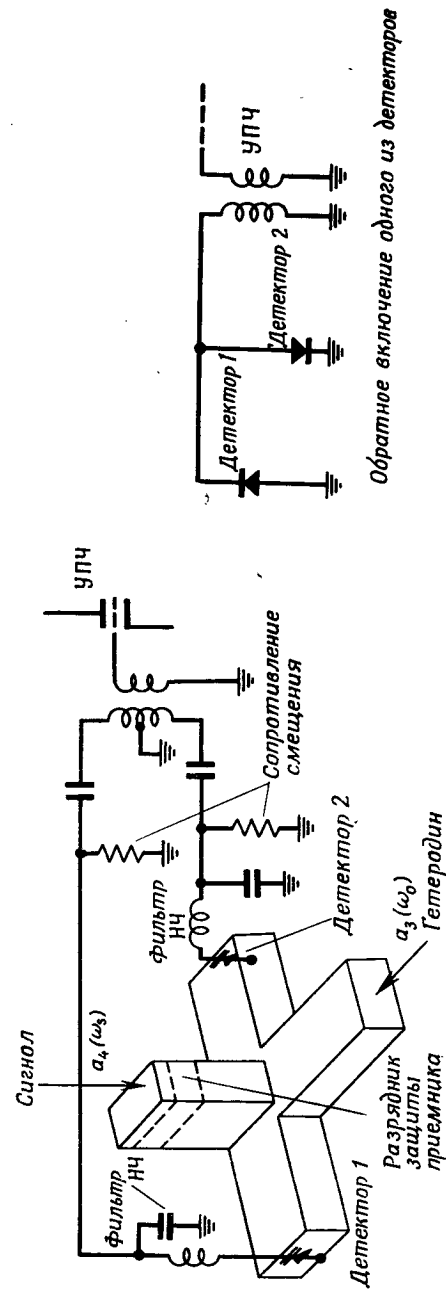 Сигнол
a₄(ωₛ)
УПЧ
Фильтр
НЧ
Фильтр
НЧ
Сопротивление
смещения
Детектор 2
a₃(ω₀)
Гетеродин
Разрядник
защиты
приемника
Детектор 1
Детектор 1
Детектор 2
УПЧ
Обратное включение одного из детекторов